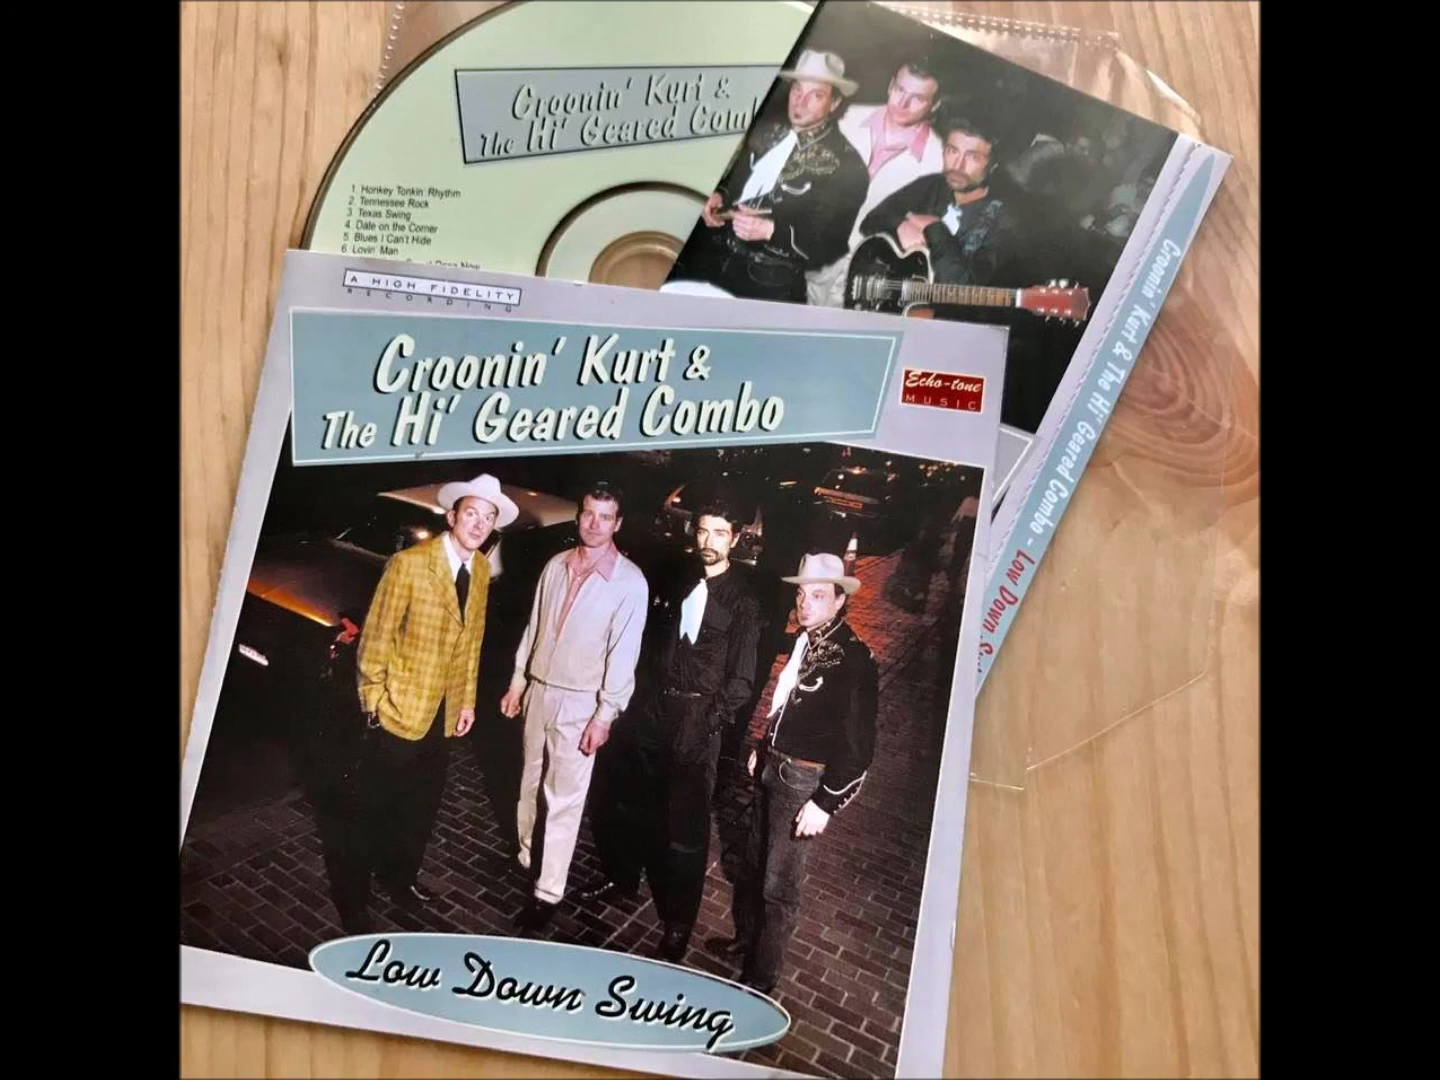 Croonin' Kurt &
The Hi' Geared Com
1. Honkey Tonkin' Rhythm
2. Tennessee Rock
3. Texas Swing
4. Date on the Corner
5. Blues I Can't Hide
6. Lovin' Man
Now
A HIGH FIDELITY
RECORDING
Croonin' Kurt &
The Hi' Geared Combo
Echo-tone
MUSIC
Croonin' Kurt & The Hi' Geared Combo - Low Down
Low Down Swing